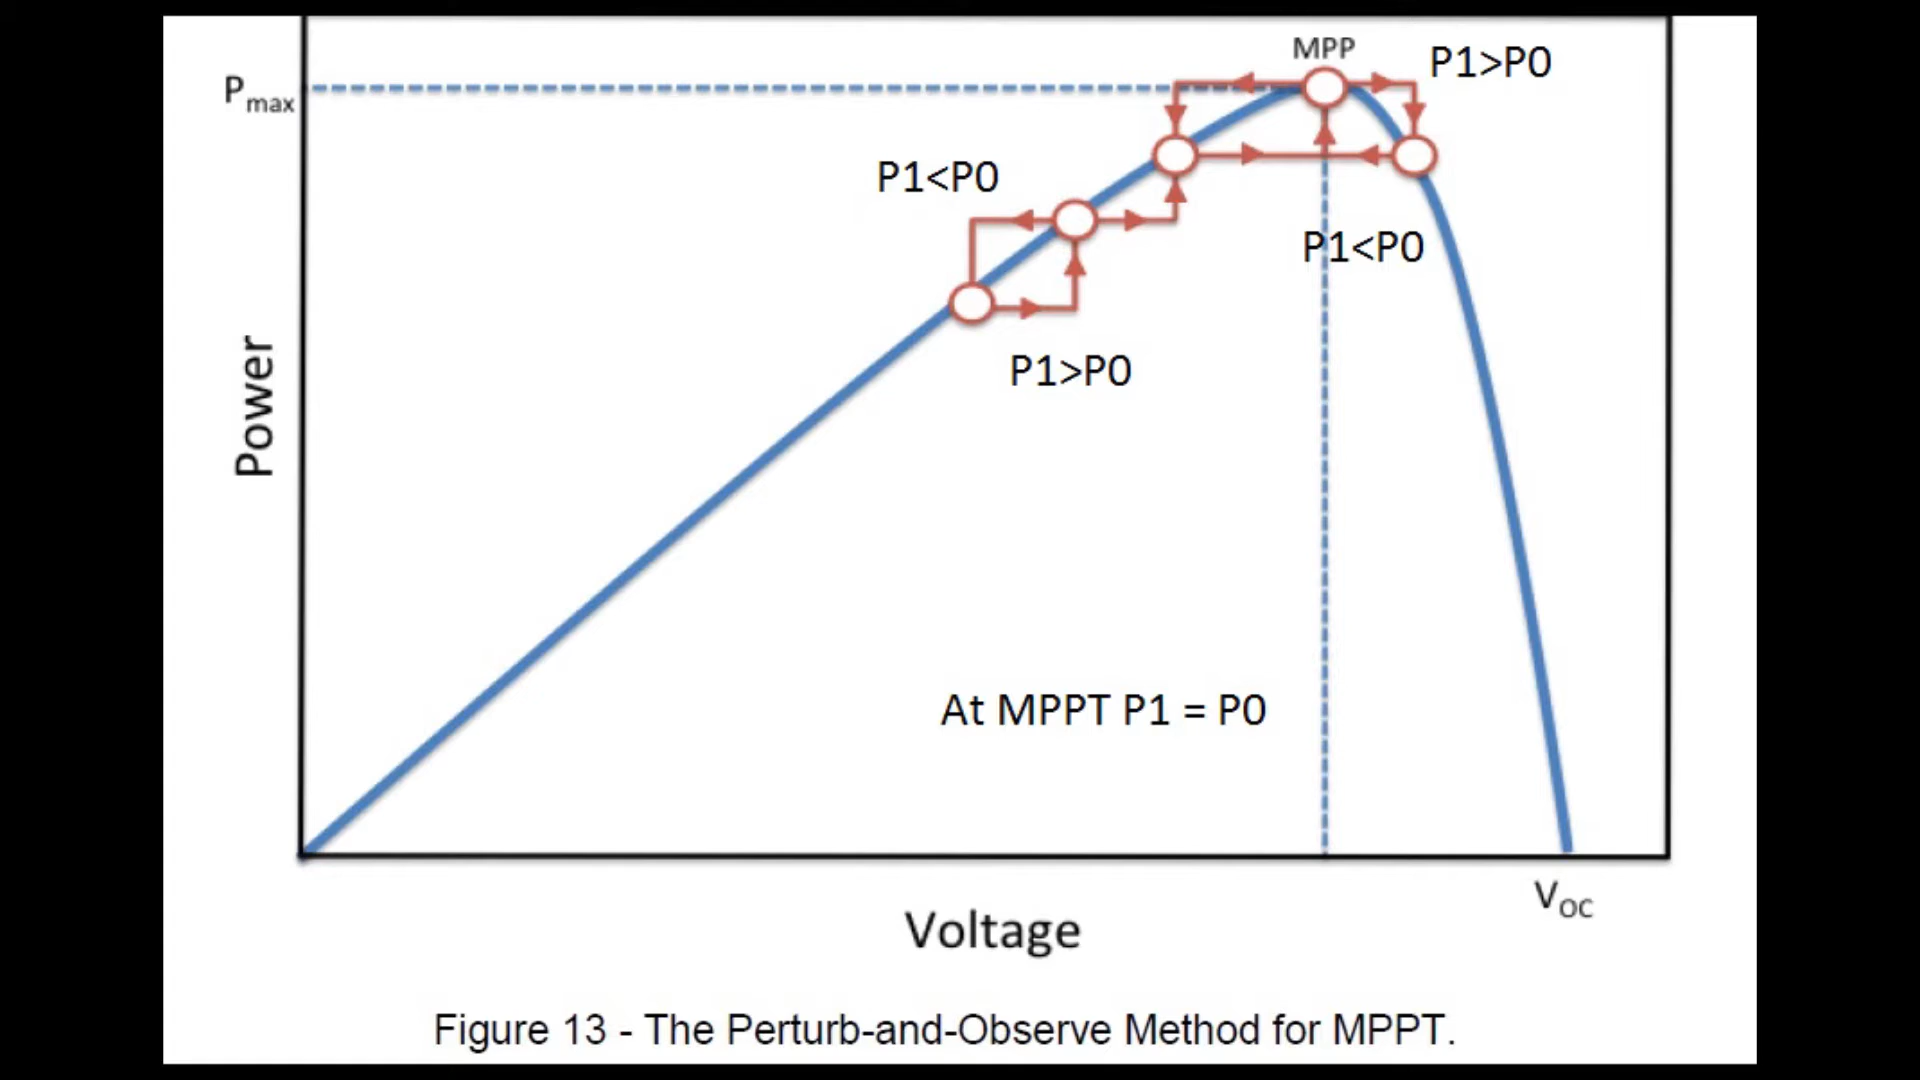 MPP
P1>P0
Pmax
P1<P0
P1<P0
P1>P0
Power
At MPPT P1 = P0
VOC
Voltage
Figure 13 - The Perturb-and-Observe Method for MPPT.